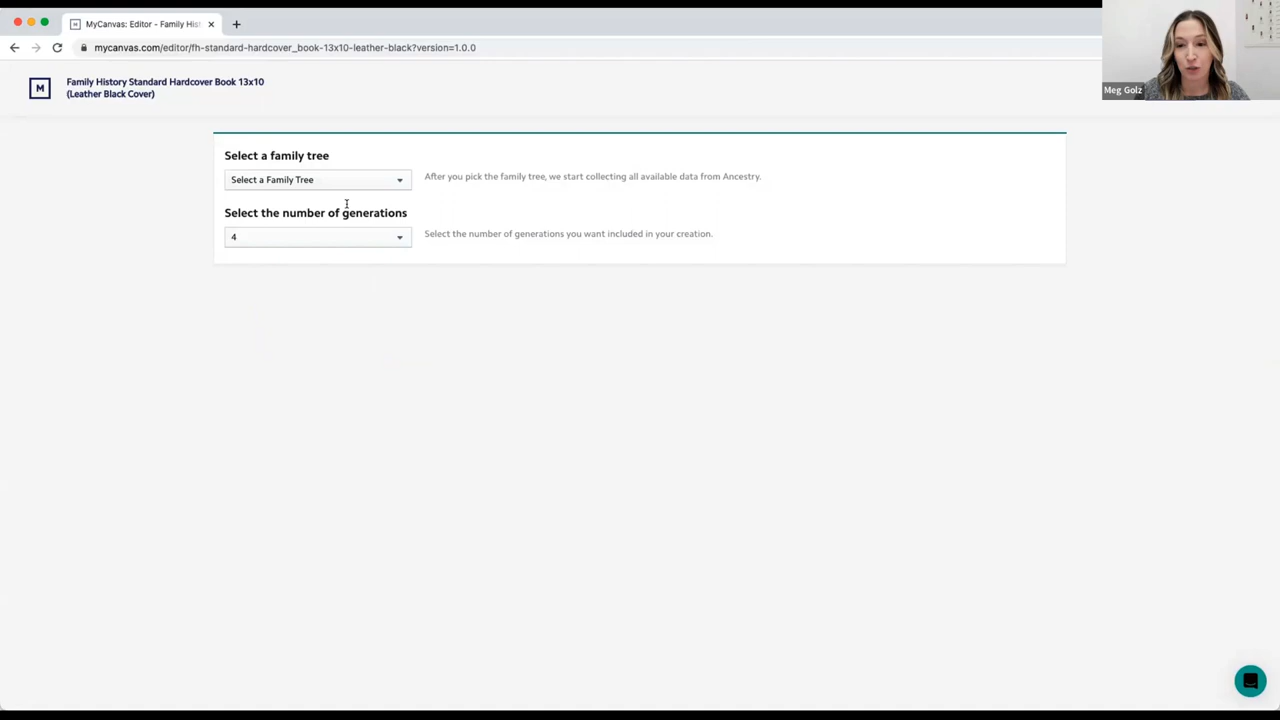 MyCanvas: Editor - Family Hist
mycanvas.com/editor/fh-standard-hardcover_book-13x10-leather-black?version=1.0.0
M
Family History Standard Hardcover Book 13x10
(Leather Black Cover)
Meg Golz
Select a family tree
Select a Family Tree
After you pick the family tree, we start collecting all available data from Ancestry.
Select the number of generations
4
Select the number of generations you want included in your creation.